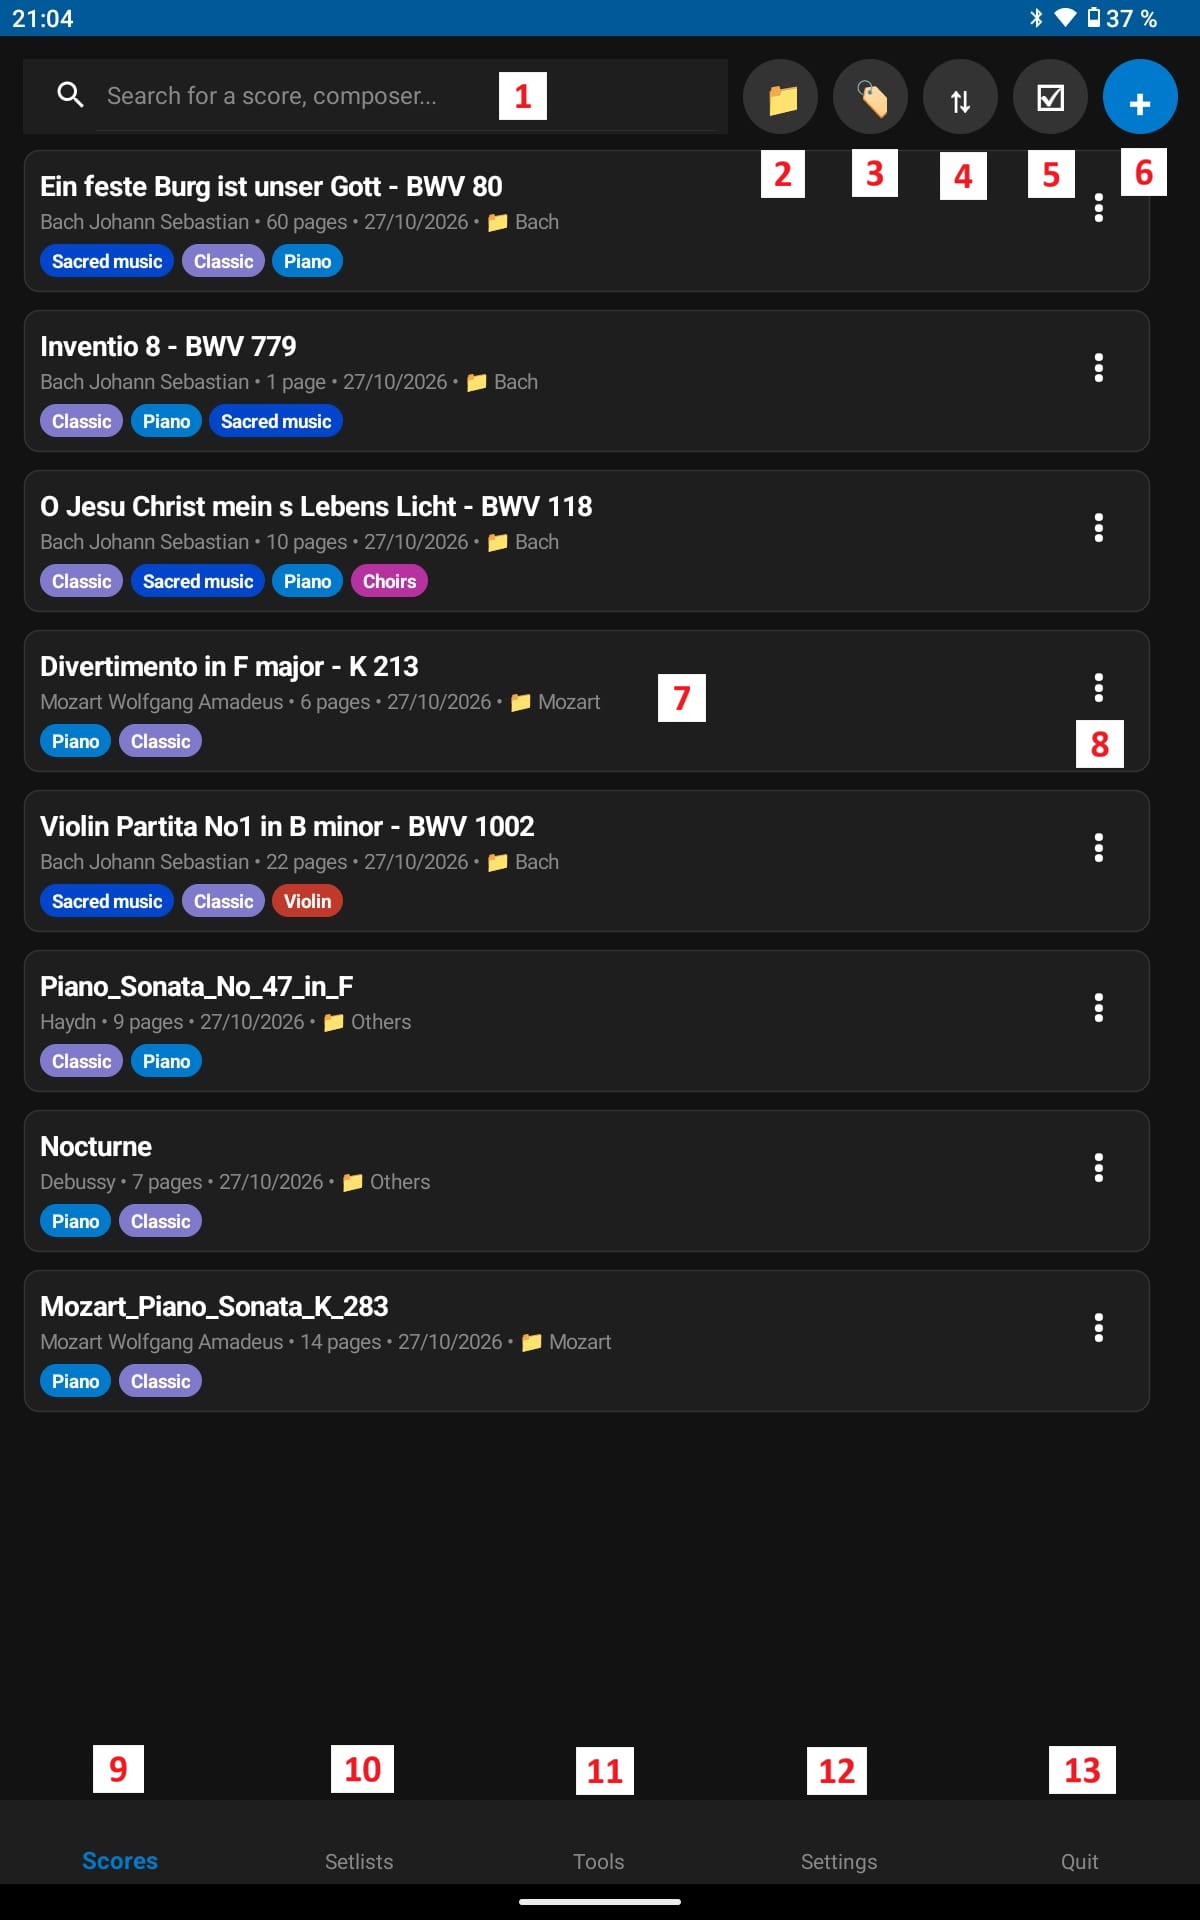 21:04 37 %
Search for a score, composer... 1
2 3 4 5 6
Ein feste Burg ist unser Gott - BWV 80
Bach Johann Sebastian • 60 pages • 27/10/2026 • Bach
Sacred music Classic Piano
Inventio 8 - BWV 779
Bach Johann Sebastian • 1 page • 27/10/2026 • Bach
Classic Piano Sacred music
O Jesu Christ mein s Lebens Licht - BWV 118
Bach Johann Sebastian • 10 pages • 27/10/2026 • Bach
Classic Sacred music Piano Choirs
Divertimento in F major - K 213
Mozart Wolfgang Amadeus • 6 pages • 27/10/2026 • Mozart 7
Piano Classic 8
Violin Partita No1 in B minor - BWV 1002
Bach Johann Sebastian • 22 pages • 27/10/2026 • Bach
Sacred music Classic Violin
Piano_Sonata_No_47_in_F
Haydn • 9 pages • 27/10/2026 • Others
Classic Piano
Nocturne
Debussy • 7 pages • 27/10/2026 • Others
Piano Classic
Mozart_Piano_Sonata_K_283
Mozart Wolfgang Amadeus • 14 pages • 27/10/2026 • Mozart
Piano Classic
9 10 11 12 13
Scores Setlists Tools Settings Quit